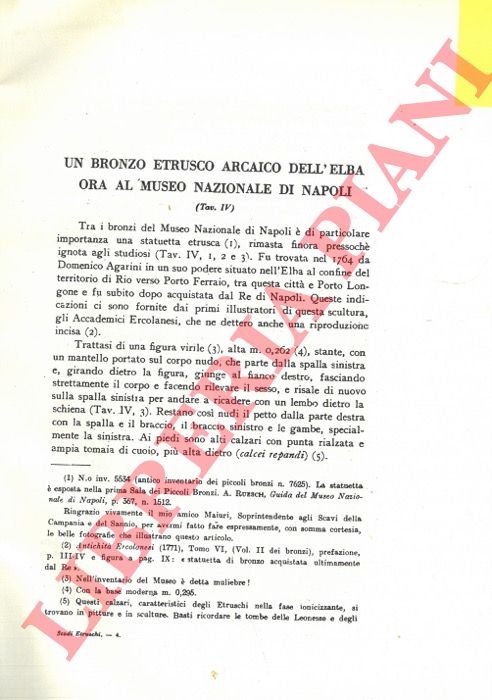 UN BRONZO ETRUSCO ARCAICO DELL'ELBA
ORA AL MUSEO NAZIONALE DI NAPOLI
(Tav. IV)
Tra i bronzi del Museo Nazionale di Napoli è di particolare
importanza una statuetta etrusca (1), rimasta finora pressochè
ignota agli studiosi (Tav. IV, 1, 2 e 3). Fu trovata nel 1764 da
Domenico Agarini in un suo podere situato nell'Elba al confine del
territorio di Rio verso Porto Ferraio, tra questa città e Porto Lon-
gone e fu subito dopo acquistata dal Re di Napoli. Queste indi-
cazioni ci sono fornite dai primi illustratori di questa scultura,
gli Accademici Ercolanesi, che ne dettero anche una riproduzione
incisa (2).
Trattasi di una figura virile (3), alta m. 0,262 (4), stante, con
un mantello portato sul corpo nudo, che parte dalla spalla sinistra
e, girando dietro la figura, giunge al fianco destro, fasciando
strettamente il corpo e facendo rilevare il sesso, e risale di nuovo
sulla spalla sinistra per andare a ricadere con un lembo dietro la
schiena (Tav. IV, 3). Restano così nudi il petto dalla parte destra
con la spalla e il braccio, il braccio sinistro e le gambe, special-
mente la sinistra. Ai piedi sono alti calzari con punta rialzata e
ampia tomaia di cuoio, più alta dietro (calcei repandi) (5).
(1) N.o inv. 5534 (antico inventario dei piccoli bronzi n. 7625). La statuetta
è esposta nella prima Sala dei Piccoli Bronzi. A. RUESCH, Guida del Museo Nazio-
nale di Napoli, p. 367, n. 1512.
Ringrazio vivamente il mio amico Maiuri, Soprintendente agli Scavi della
Campania e del Sannio, per avermi fatto fare espressamente, con somma cortesia,
le belle fotografie che illustrano questo articolo.
(2) Antichità Ercolanesi (1771), Tomo VI, (Vol. II dei bronzi), prefazione,
p. III-IV e figura a pag. IX: « statuetta di bronzo acquistata ultimamente
dal Re ».
(3) Nell'inventario del Museo è detta muliebre!
(4) Con la base moderna m. 0,295.
(5) Questi calzari, caratteristici degli Etruschi nella fase ionicizzante, si
trovano in pitture e in sculture. Basti ricordare le tombe delle Leonesse e degli
Studi Etruschi, — 4.
LIBRERIA PIANI